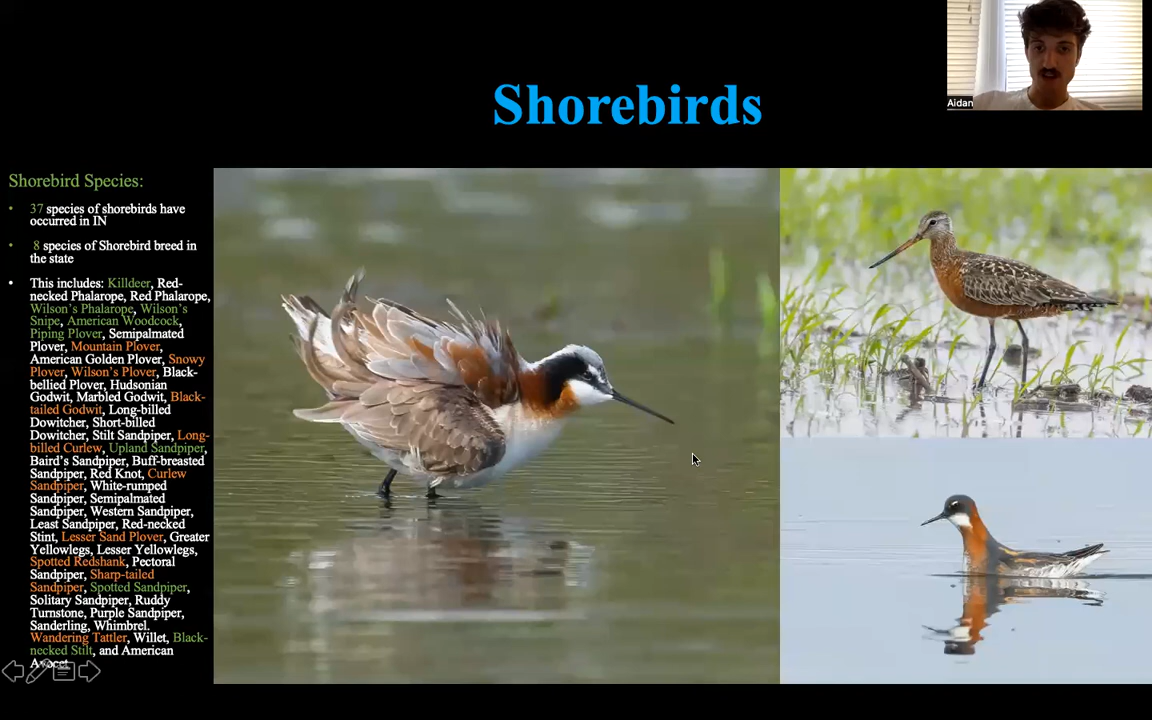 Aidan
Shorebirds
Shorebird Species:
• 37 species of shorebirds have
occurred in IN
• 8 species of Shorebird breed in
the state
• This includes: Killdeer, Red-
necked Phalarope, Red Phalarope,
Wilson's Phalarope, Wilson's
Snipe, American Woodcock,
Piping Plover, Semipalmated
Plover, Mountain Plover,
American Golden Plover, Snowy
Plover, Wilson's Plover, Black-
bellied Plover, Hudsonian
Godwit, Marbled Godwit, Black-
tailed Godwit, Long-billed
Dowitcher, Short-billed
Dowitcher, Stilt Sandpiper, Long-
billed Curlew, Upland Sandpiper,
Baird's Sandpiper, Buff-breasted
Sandpiper, Red Knot, Curlew
Sandpiper, White-rumped
Sandpiper, Semipalmated
Sandpiper, Western Sandpiper,
Least Sandpiper, Red-necked
Stint, Lesser Sand Plover, Greater
Yellowlegs, Lesser Yellowlegs,
Spotted Redshank, Pectoral
Sandpiper, Sharp-tailed
Sandpiper, Spotted Sandpiper,
Solitary Sandpiper, Ruddy
Turnstone, Purple Sandpiper,
Sanderling, Whimbrel.
Wandering Tattler, Willet, Black-
necked Stilt, and American
Avocet